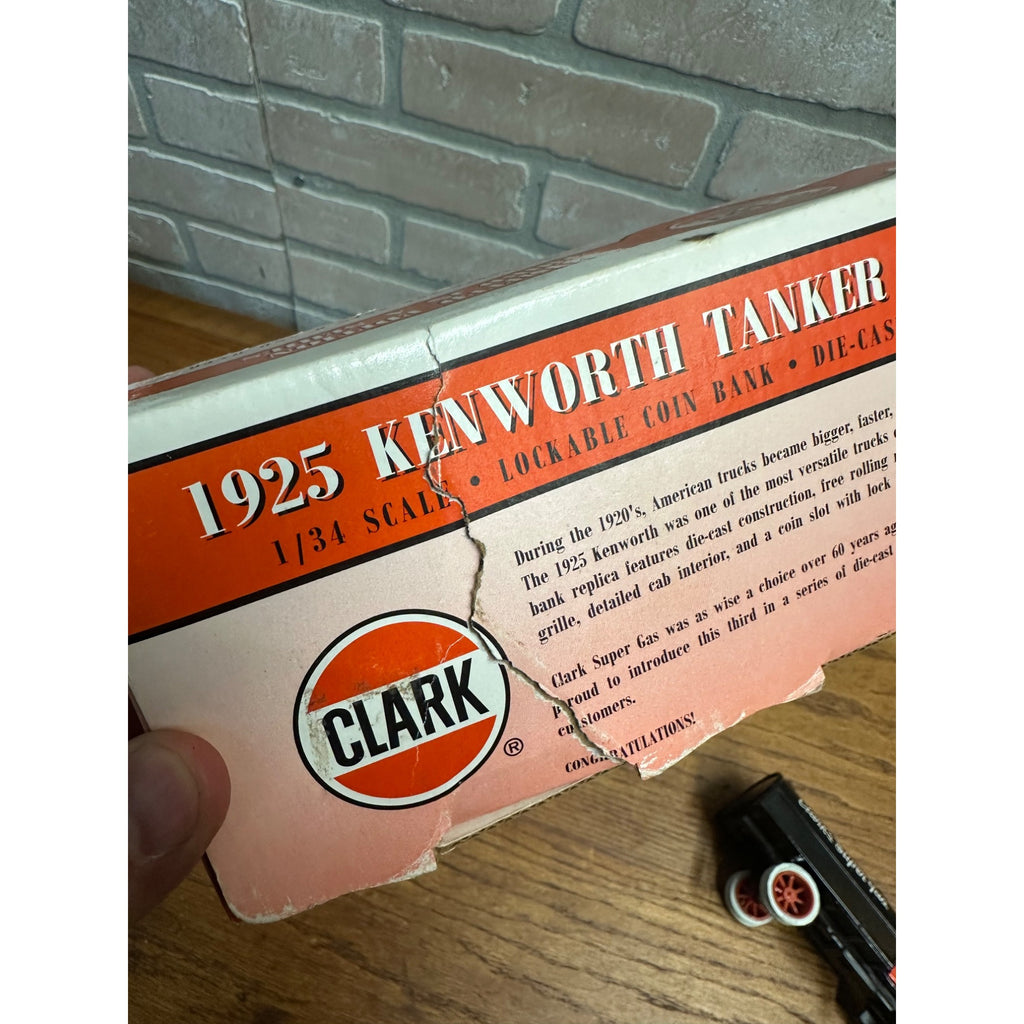 1925 KENWORTH TANKER
1/34 SCALE • LOCKABLE COIN BANK • DIE-CAS
During the 1920's, American trucks became bigger, faster,
The 1925 Kenworth was one of the most versatile trucks
bank replica features die-cast construction, free rolling
grille, detailed cab interior, and a coin slot with lock
Clark Super Gas was as wise a choice over 60 years ag
proud to introduce this third in a series of die-cast
customers.
CONGRATULATIONS!
CLARK
®